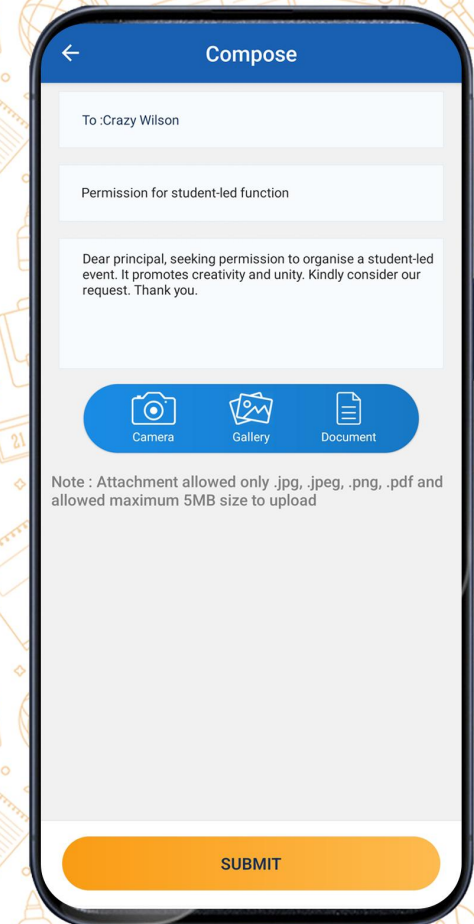 Compose
To :Crazy Wilson
Permission for student-led function
Dear principal, seeking permission to organise a student-led
event. It promotes creativity and unity. Kindly consider our
request. Thank you.
Camera Gallery Document
Note : Attachment allowed only .jpg, .jpeg, .png, .pdf and
allowed maximum 5MB size to upload
SUBMIT
21